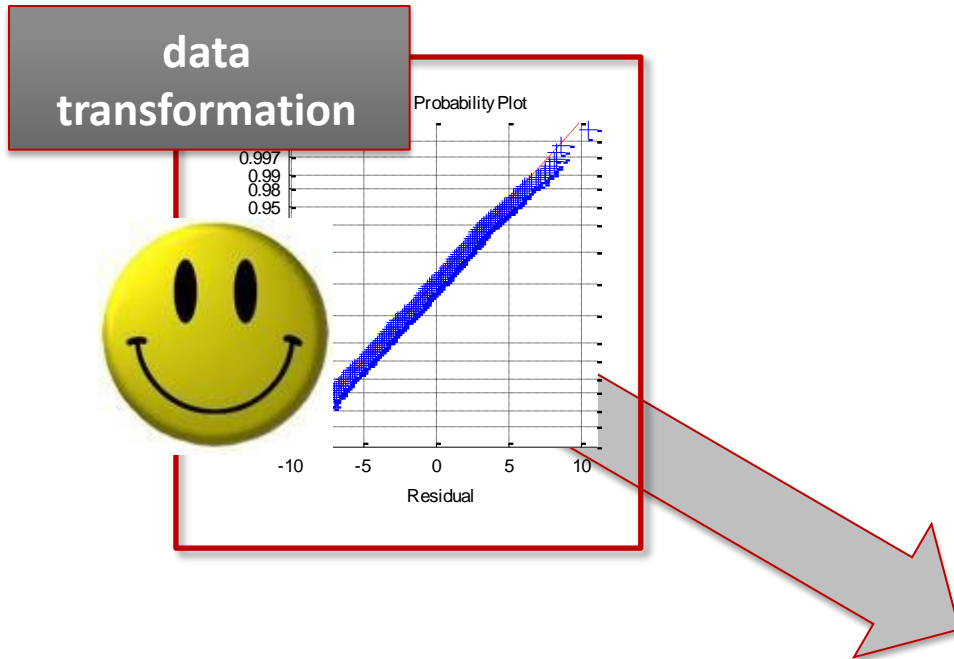 data
transformation
Probability Plot
0.997
0.99
0.98
0.95
-10 -5 0 5 10
Residual